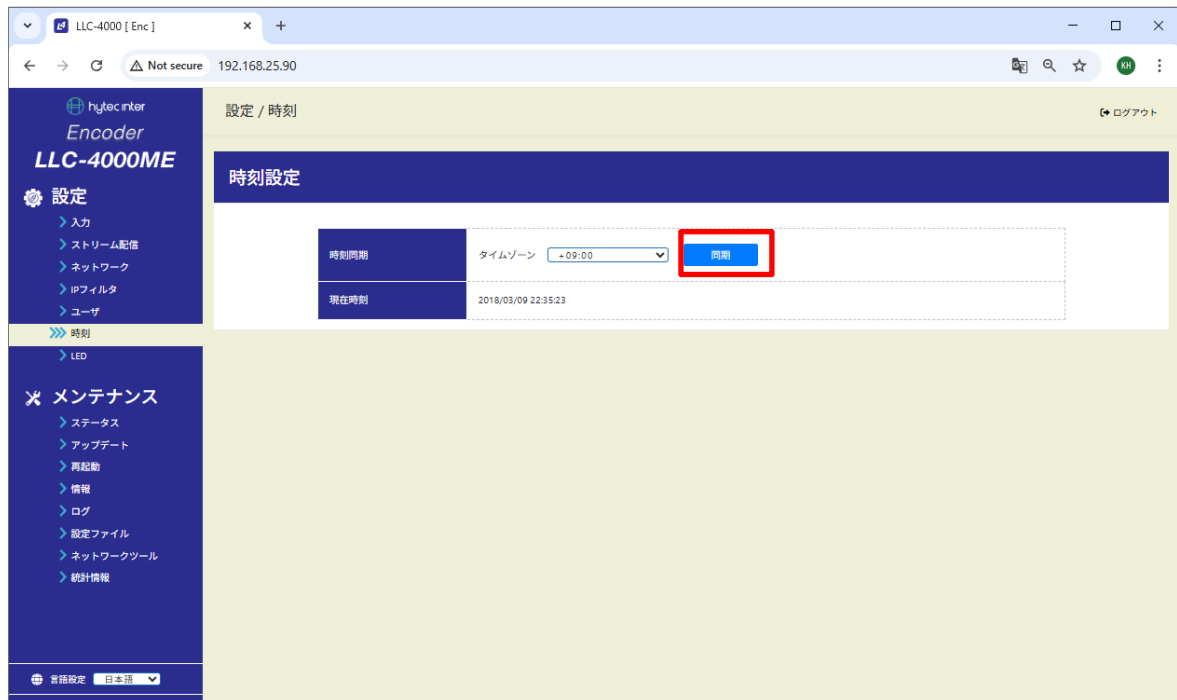 LLC-4000 [ Enc ]
Not secure 192.168.25.90
KH
hytec inter
Encoder
LLC-4000ME
設定
入力
ストリーム配信
ネットワーク
IPフィルタ
ユーザ
時刻
LED
メンテナンス
ステータス
アップデート
再起動
情報
ログ
設定ファイル
ネットワークツール
統計情報
言語設定 日本語
設定 / 時刻
ログアウト
時刻設定
時刻同期 タイムゾーン +09:00 同期
現在時刻 2018/03/09 22:35:23